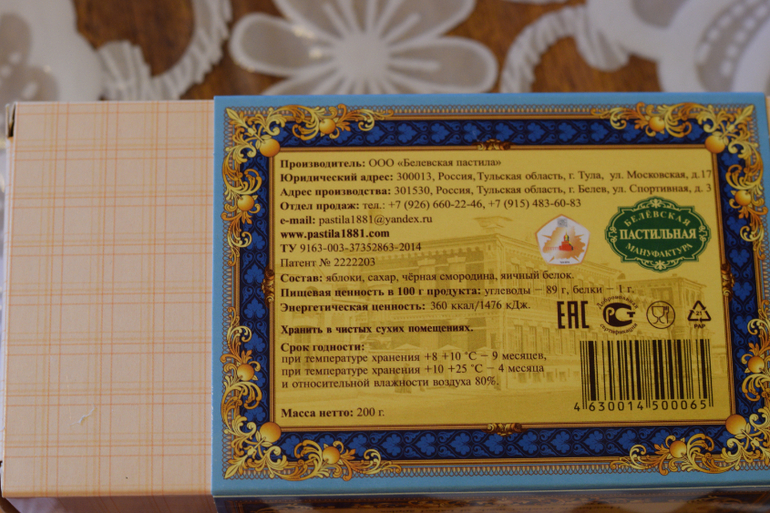 Производитель: ООО «Белевская пастила»
Юридический адрес: 300013, Россия, Тульская область, г. Тула, ул. Московская, д.17
Адрес производства: 301530, Россия, Тульская область, г. Белев, ул. Спортивная, д. 3
Отдел продаж: тел.: +7 (926) 660-22-46, +7 (915) 483-60-83
e-mail: pastila1881@yandex.ru
www.pastila1881.com
ТУ 9163-003-37352863-2014
Патент № 2222203
БЕЛЁВСКАЯ
ПАСТИЛЬНАЯ
МАНУФАКТУРА
Состав: яблоки, сахар, чёрная смородина, яичный белок.
Пищевая ценность в 100 г продукта: углеводы – 89 г, белки – 1 г.
Энергетическая ценность: 360 ккал/1476 кДж.
Хранить в чистых сухих помещениях.
EAC
Добровольная
сертификация
21
PAP
Срок годности:
при температуре хранения +8 +10 °С – 9 месяцев,
при температуре хранения +10 +25 °С – 4 месяца
и относительной влажности воздуха 80%.
Масса нетто: 200 г.
4 630014 500065